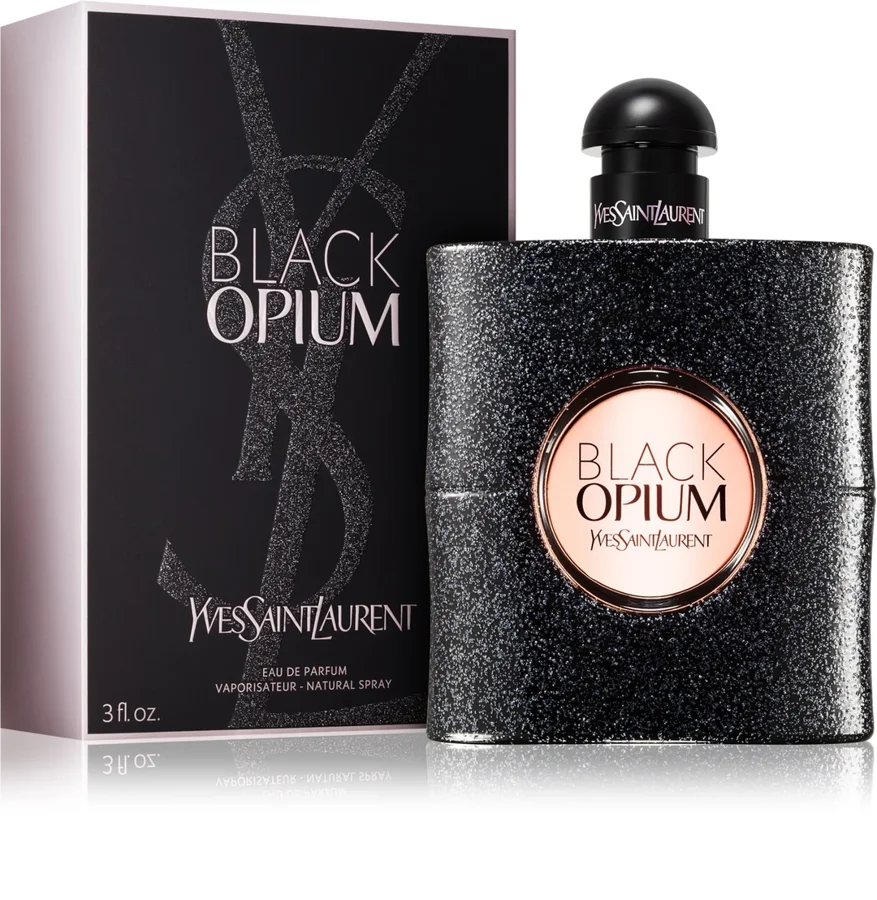 BLACK
OPIUM
YVESSAINTLAURENT
EAU DE PARFUM
VAPORISATEUR - NATURAL SPRAY
3 fl. oz.
YVESSAINTLAURENT
BLACK
OPIUM
YVESSAINTLAURENT